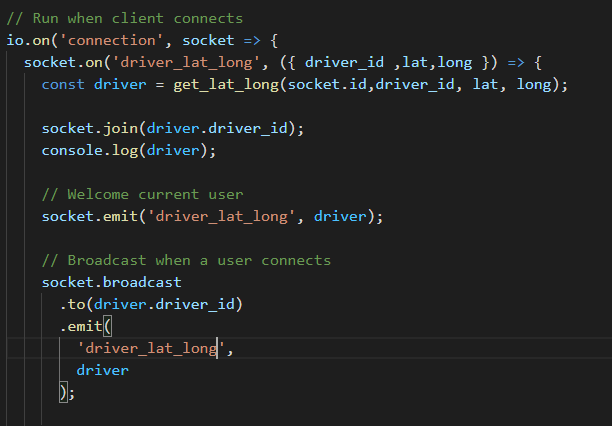 // Run when client connects
io.on('connection', socket => {
socket.on('driver_lat_long', ({ driver_id ,lat,long }) => {
const driver = get_lat_long(socket.id,driver_id, lat, long);
socket.join(driver.driver_id);
console.log(driver);
// Welcome current user
socket.emit('driver_lat_long', driver);
// Broadcast when a user connects
socket.broadcast
.to(driver.driver_id)
.emit(
'driver_lat_long',
driver
);